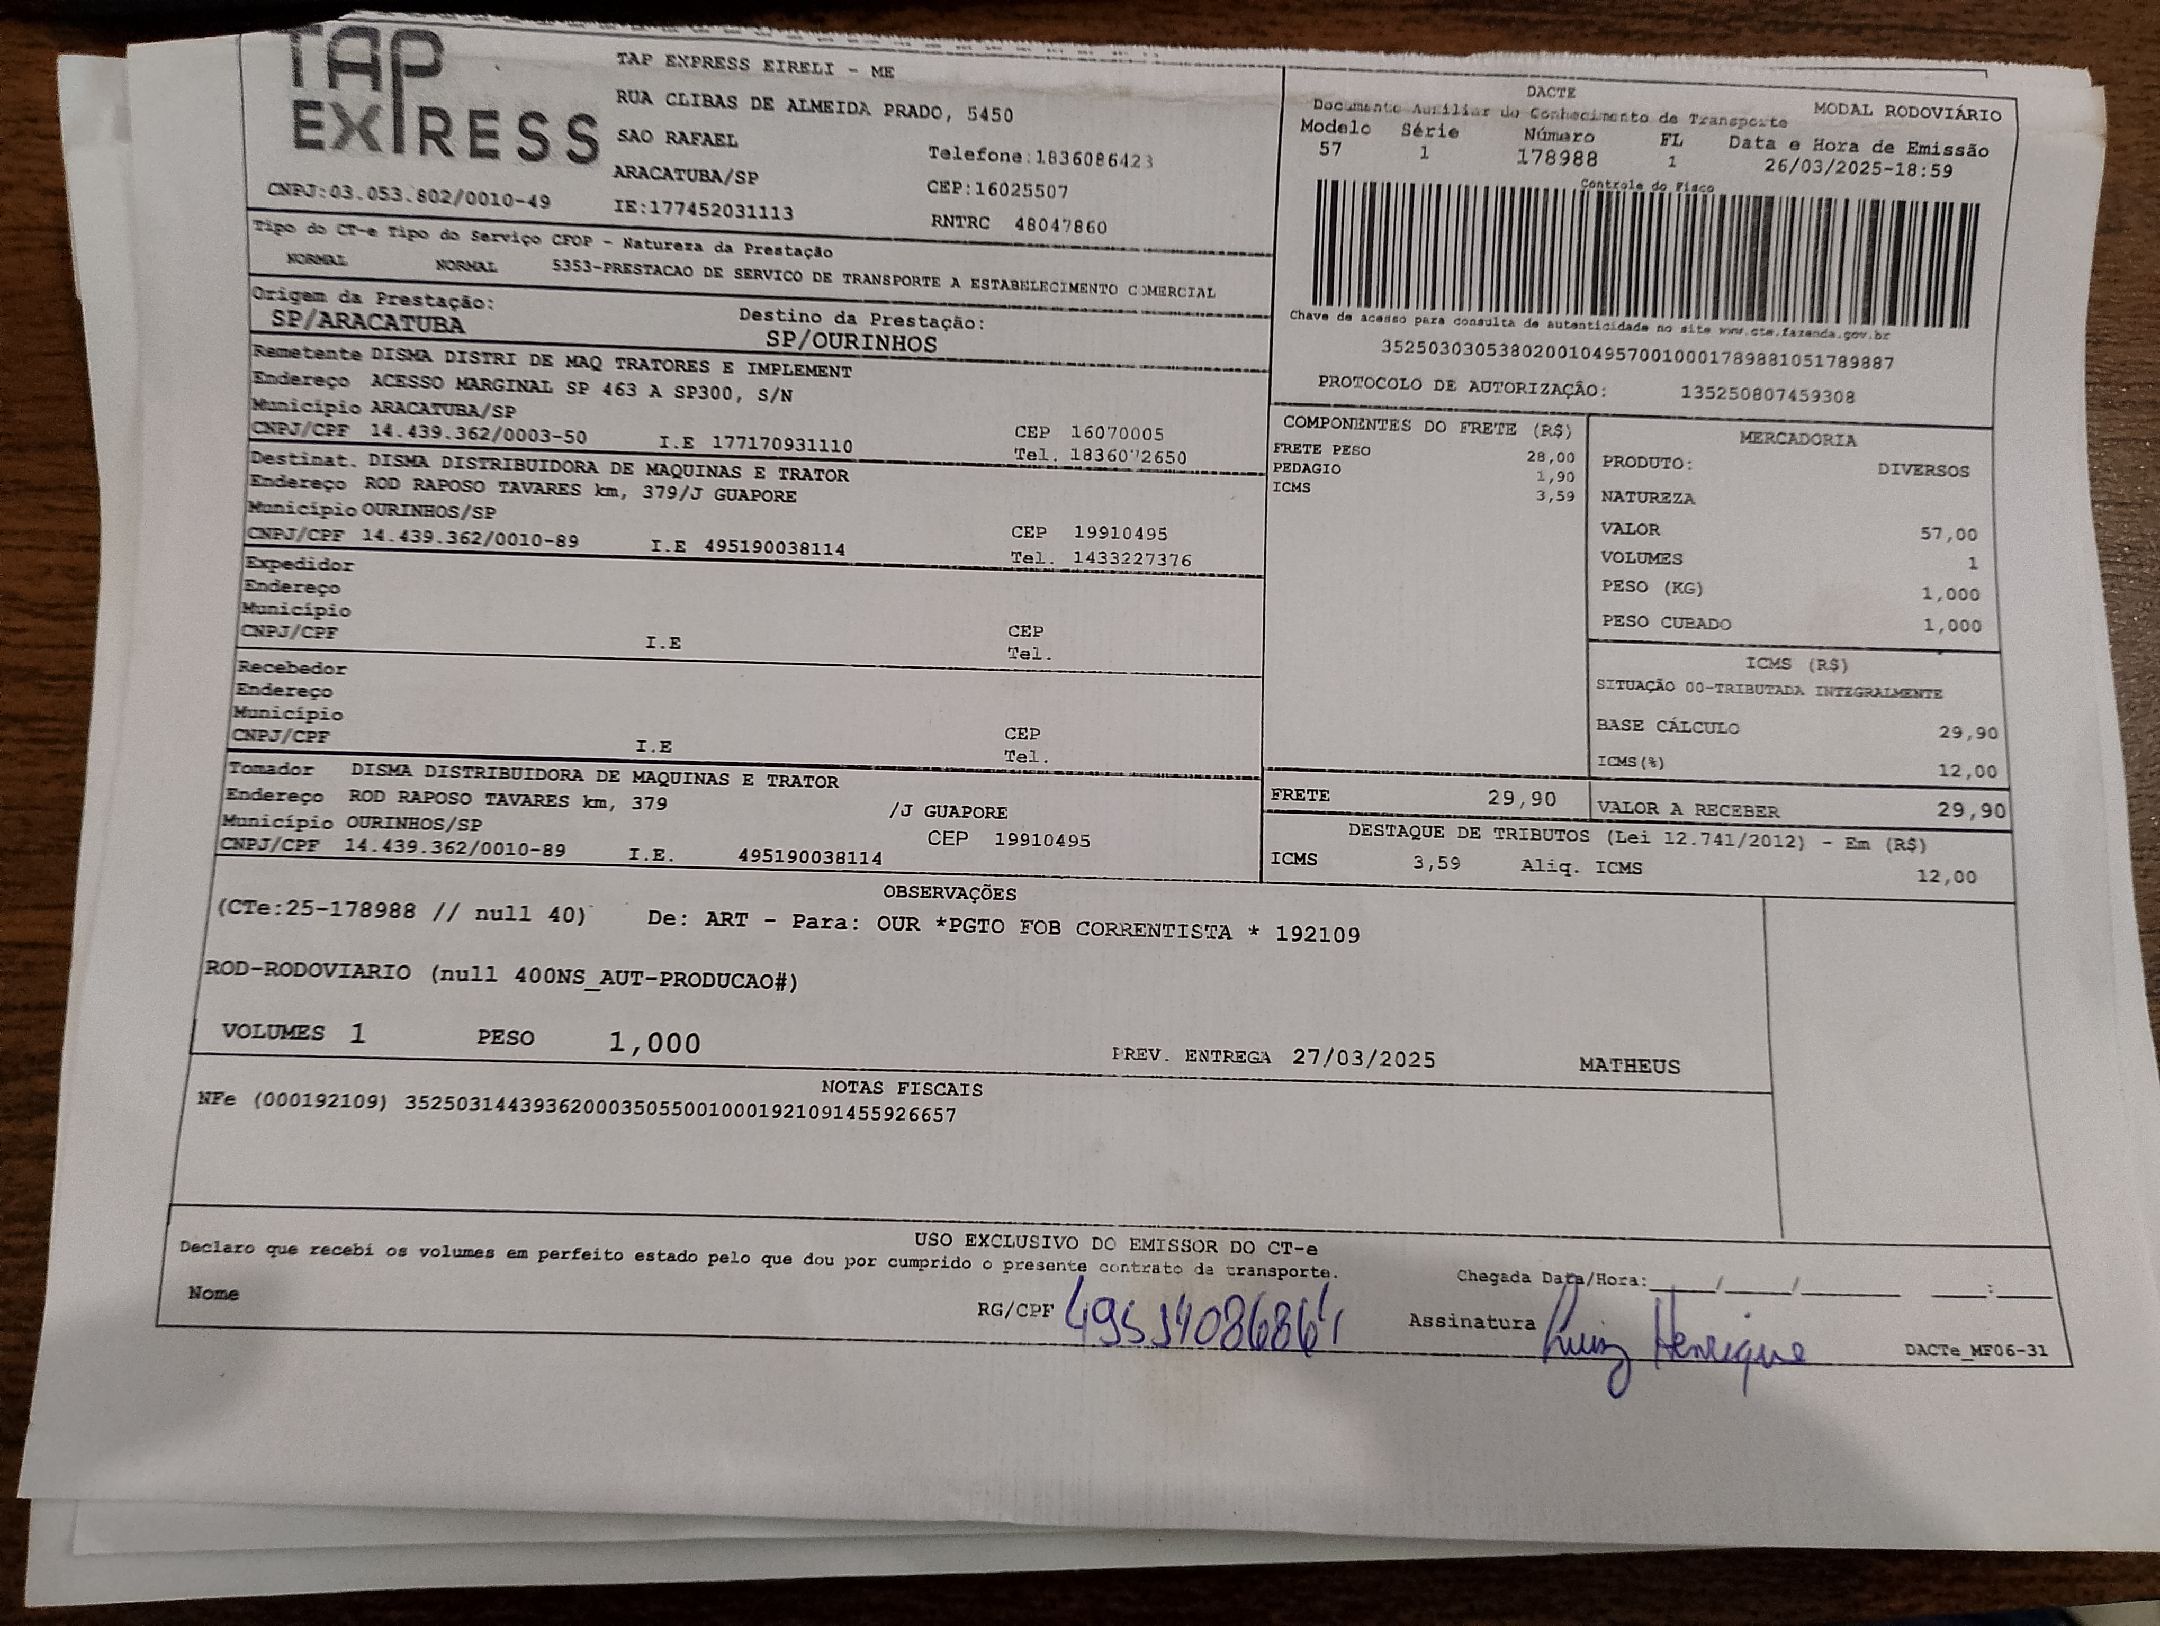 TAP EXPRESS
TAP EXPRESS EIRELI - ME
RUA CLIBAS DE ALMEIDA PRADO, 5450
SAO RAFAEL
Telefone:1836086423
ARACATUBA/SP
CEP:16025507
CNPJ:03.053.802/0010-49
IE:177452031113
RNTRC 48047860
DACTE
Documento Auxiliar do Conhecimento de Transporte
MODAL RODOVIÁRIO
Modelo Série Número FL Data e Hora de Emissão
57 1 178988 1 26/03/2025-18:59
Controle do Fisco
Chave de acesso para consulta de autenticidade no site www.cte.fazenda.gov.br
35250303053802001049570010001789881051789887
PROTOCOLO DE AUTORIZAÇÃO: 135250807459308
Tipo do CT-e Tipo do Serviço CFOP - Natureza da Prestação
NORMAL NORMAL 5353-PRESTACAO DE SERVICO DE TRANSPORTE A ESTABELECIMENTO COMERCIAL
Origem da Prestação: Destino da Prestação:
SP/ARACATUBA SP/OURINHOS
Remetente DISMA DISTRI DE MAQ TRATORES E IMPLEMENT
Endereço ACESSO MARGINAL SP 463 A SP300, S/N
Município ARACATUBA/SP CEP 16070005
CNPJ/CPF 14.439.362/0003-50 I.E 177170931110 Tel. 1836072650
Destinat. DISMA DISTRIBUIDORA DE MAQUINAS E TRATOR
Endereço ROD RAPOSO TAVARES km, 379/J GUAPORE
Município OURINHOS/SP CEP 19910495
CNPJ/CPF 14.439.362/0010-89 I.E 495190038114 Tel. 1433227376
Expedidor
Endereço
Município CEP
CNPJ/CPF I.E Tel.
Recebedor
Endereço
Município CEP
CNPJ/CPF I.E Tel.
Tomador DISMA DISTRIBUIDORA DE MAQUINAS E TRATOR
Endereço ROD RAPOSO TAVARES km, 379 /J GUAPORE
Município OURINHOS/SP CEP 19910495
CNPJ/CPF 14.439.362/0010-89 I.E. 495190038114
COMPONENTES DO FRETE (R$)
FRETE PESO 28,00
PEDAGIO 1,90
ICMS 3,59
MERCADORIA
PRODUTO: DIVERSOS
NATUREZA
VALOR 57,00
VOLUMES 1
PESO (KG) 1,000
PESO CUBADO 1,000
ICMS (R$)
SITUAÇÃO 00-TRIBUTADA INTEGRALMENTE
BASE CÁLCULO 29,90
ICMS(%) 12,00
FRETE 29,90 VALOR A RECEBER 29,90
DESTAQUE DE TRIBUTOS (Lei 12.741/2012) - Em (R$)
ICMS 3,59 Aliq. ICMS 12,00
OBSERVAÇÕES
(CTe:25-178988 // null 40) De: ART - Para: OUR *PGTO FOB CORRENTISTA * 192109
ROD-RODOVIARIO (null 400NS_AUT-PRODUCAO#)
VOLUMES 1 PESO 1,000 PREV. ENTREGA 27/03/2025 MATHEUS
NOTAS FISCAIS
NFe (000192109) 35250314439362000350550010001921091455926657
USO EXCLUSIVO DO EMISSOR DO CT-e
Declaro que recebi os volumes em perfeito estado pelo que dou por cumprido o presente contrato de transporte.
Chegada Data/Hora:____/____/________ ____:____
Nome RG/CPF Assinatura Luiz Henrique
DACTe_MF06-31